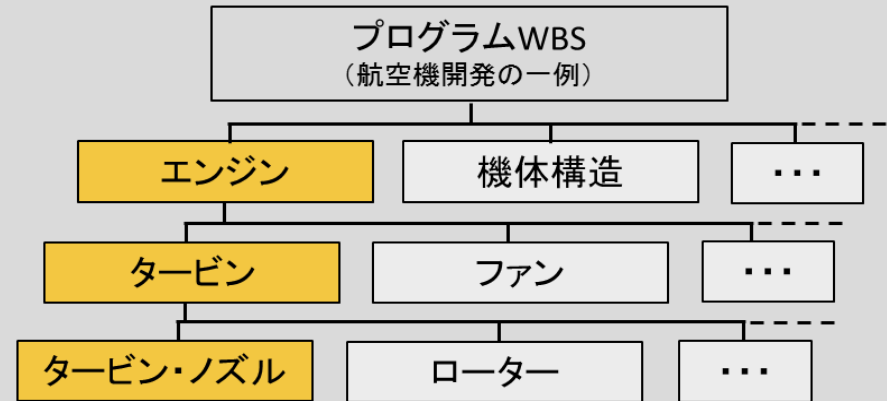 プログラムWBS
（航空機開発の一例）
エンジン
機体構造
・・・
タービン
ファン
・・・
タービン・ノズル
ローター
・・・